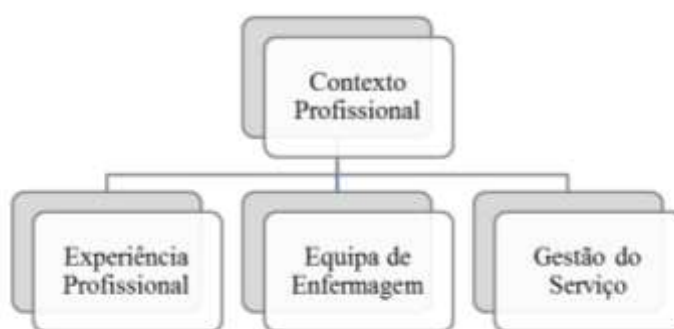 Contexto
Profissional
Experiência
Profissional
Equipa de
Enfermagem
Gestão do
Serviço